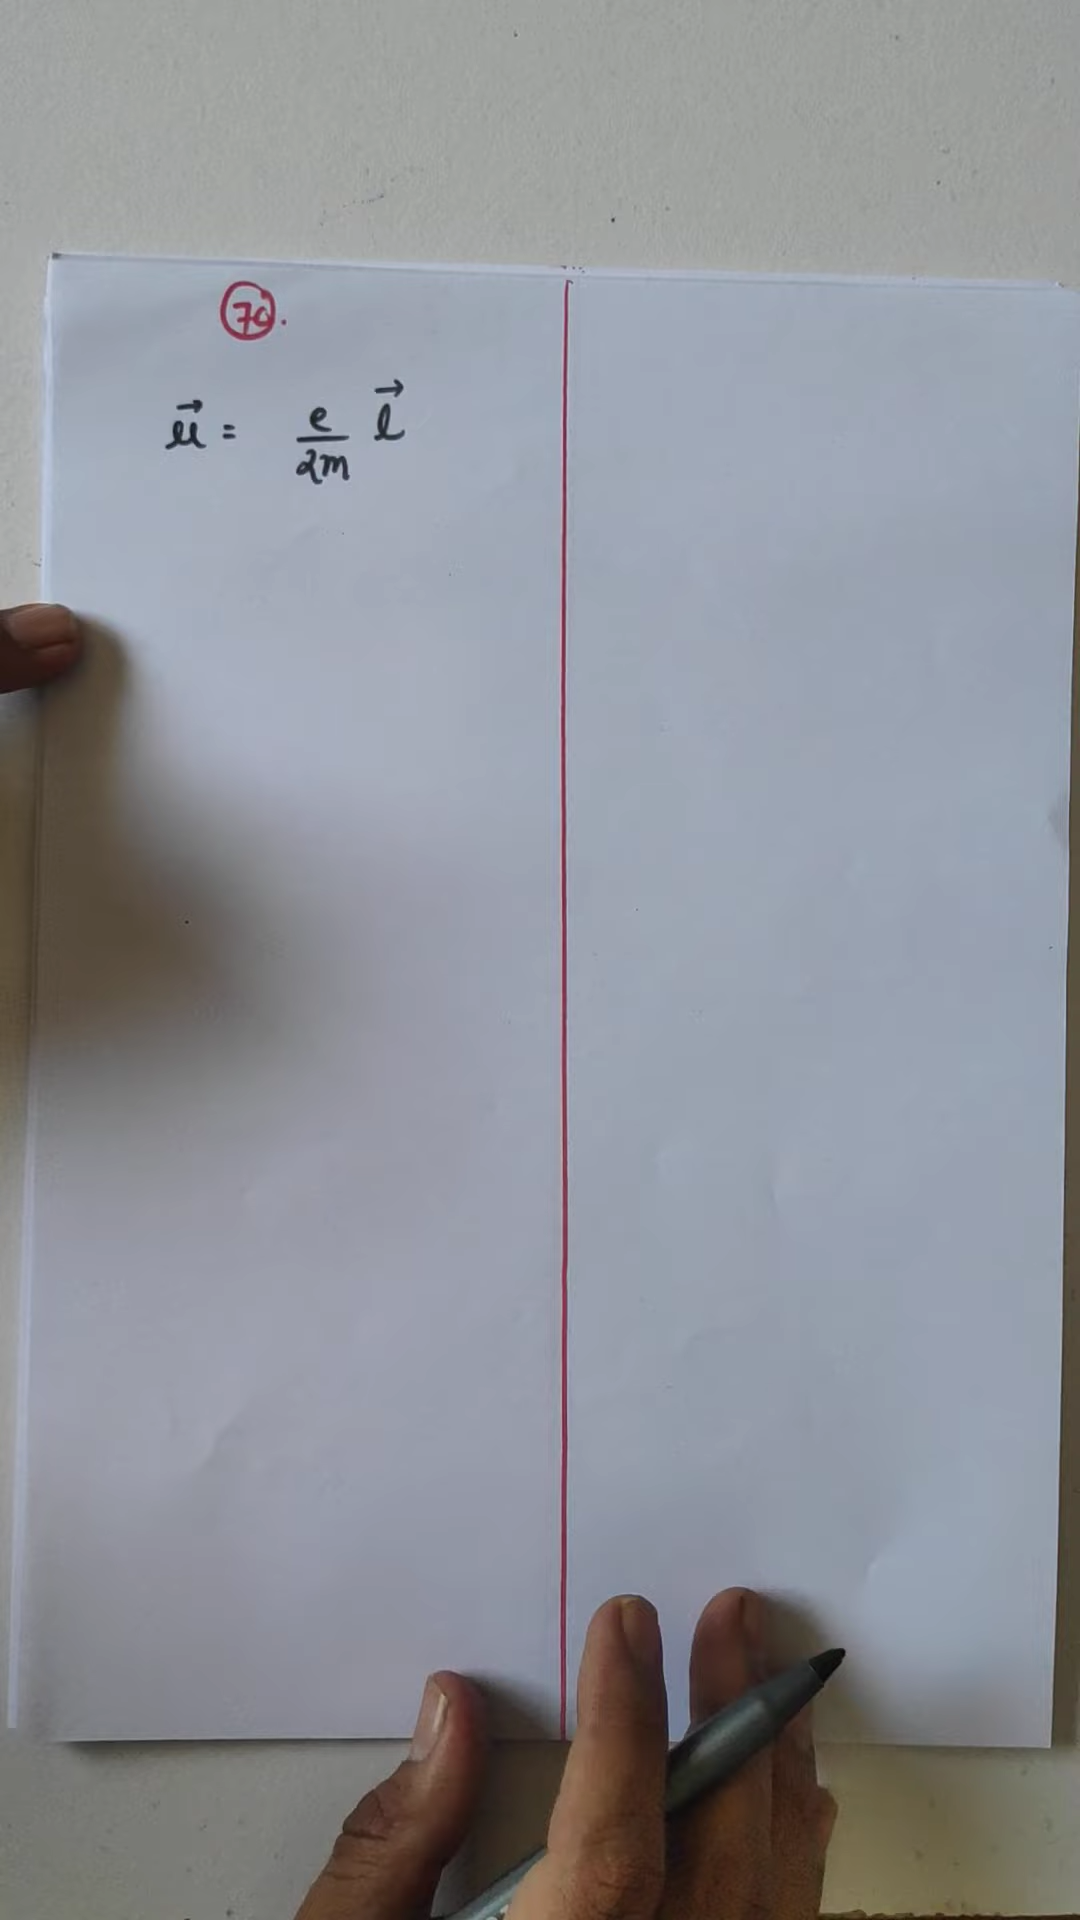 70.
μ⃗ = e/2m l⃗